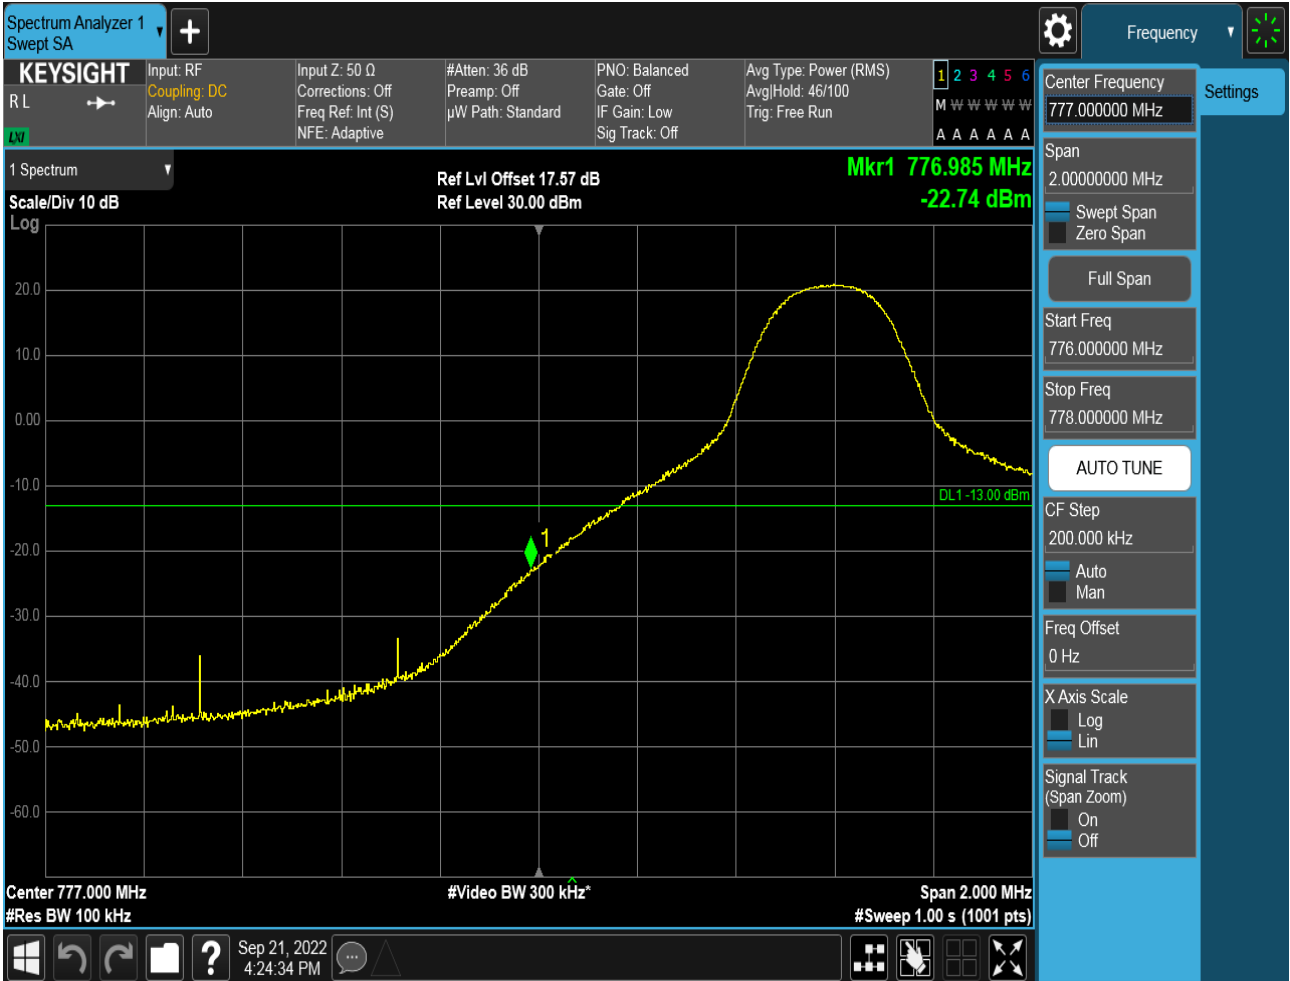 Spectrum Analyzer 1
Swept SA
Frequency
KEYSIGHT
R L
LXI
Input: RF
Coupling: DC
Align: Auto
Input Z: 50 Ω
Corrections: Off
Freq Ref: Int (S)
NFE: Adaptive
#Atten: 36 dB
Preamp: Off
µW Path: Standard
PNO: Balanced
Gate: Off
IF Gain: Low
Sig Track: Off
Avg Type: Power (RMS)
Avg|Hold: 46/100
Trig: Free Run
1 2 3 4 5 6
M W W W W W
A A A A A A
1 Spectrum
Scale/Div 10 dB
Log
Ref Lvl Offset 17.57 dB
Ref Level 30.00 dBm
Mkr1 776.985 MHz
-22.74 dBm
20.0
10.0
0.00
-10.0
-20.0
-30.0
-40.0
-50.0
-60.0
DL1 -13.00 dBm
1
Center 777.000 MHz
#Res BW 100 kHz
#Video BW 300 kHz*
Span 2.000 MHz
#Sweep 1.00 s (1001 pts)
Center Frequency
777.000000 MHz
Span
2.00000000 MHz
Swept Span
Zero Span
Full Span
Start Freq
776.000000 MHz
Stop Freq
778.000000 MHz
AUTO TUNE
CF Step
200.000 kHz
Auto
Man
Freq Offset
0 Hz
X Axis Scale
Log
Lin
Signal Track
(Span Zoom)
On
Off
Settings
?
Sep 21, 2022
4:24:34 PM